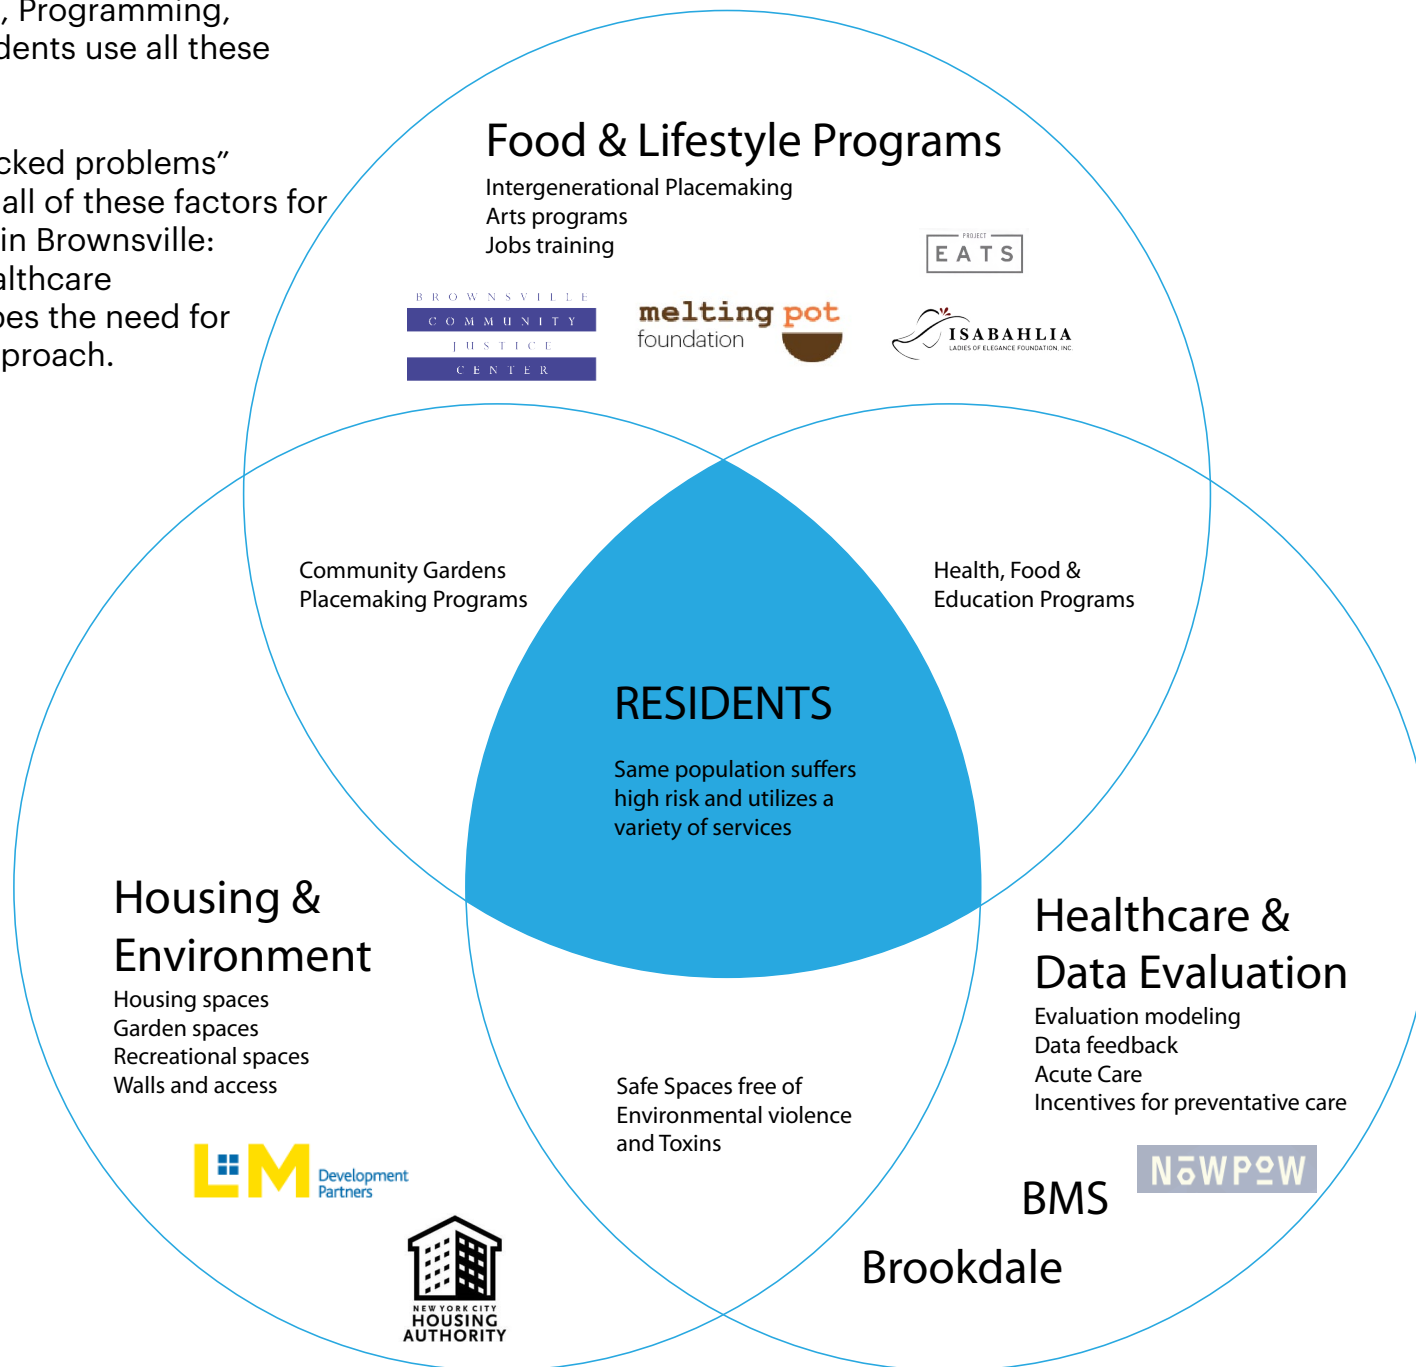 , Programming,
dents use all these
cked problems”
all of these factors for
in Brownsville:
althcare
bes the need for
proach.
Food & Lifestyle Programs
Intergenerational Placemaking
Arts programs
Jobs training
PROJECT
EATS
BROWNSVILLE
COMMUNITY
JUSTICE
CENTER
melting pot
foundation
ISABAHLIA
LADIES OF ELEGANCE FOUNDATION, INC.
Community Gardens
Placemaking Programs
Health, Food &
Education Programs
RESIDENTS
Same population suffers
high risk and utilizes a
variety of services
Housing &
Environment
Housing spaces
Garden spaces
Recreational spaces
Walls and access
L+M Development
Partners
NEW YORK CITY
HOUSING
AUTHORITY
Safe Spaces free of
Environmental violence
and Toxins
Healthcare &
Data Evaluation
Evaluation modeling
Data feedback
Acute Care
Incentives for preventative care
NōWPOW
BMS
Brookdale